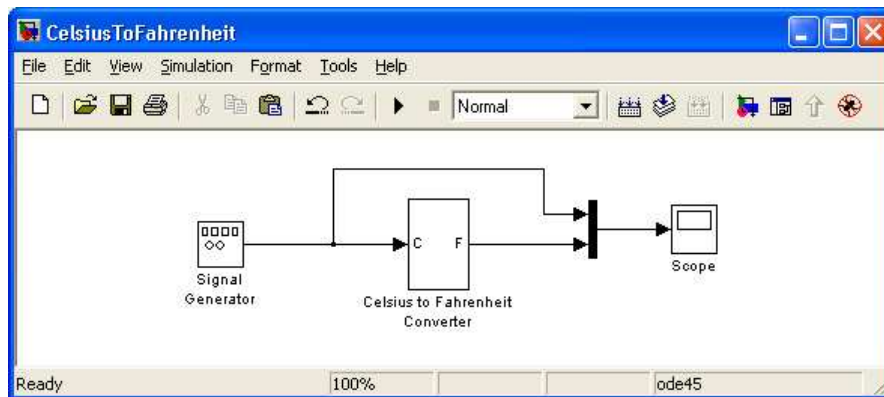 CelsiusToFahrenheit
File Edit View Simulation Format Tools Help
Normal
C F
Signal
Generator
Celsius to Fahrenheit
Converter
Scope
Ready 100% ode45